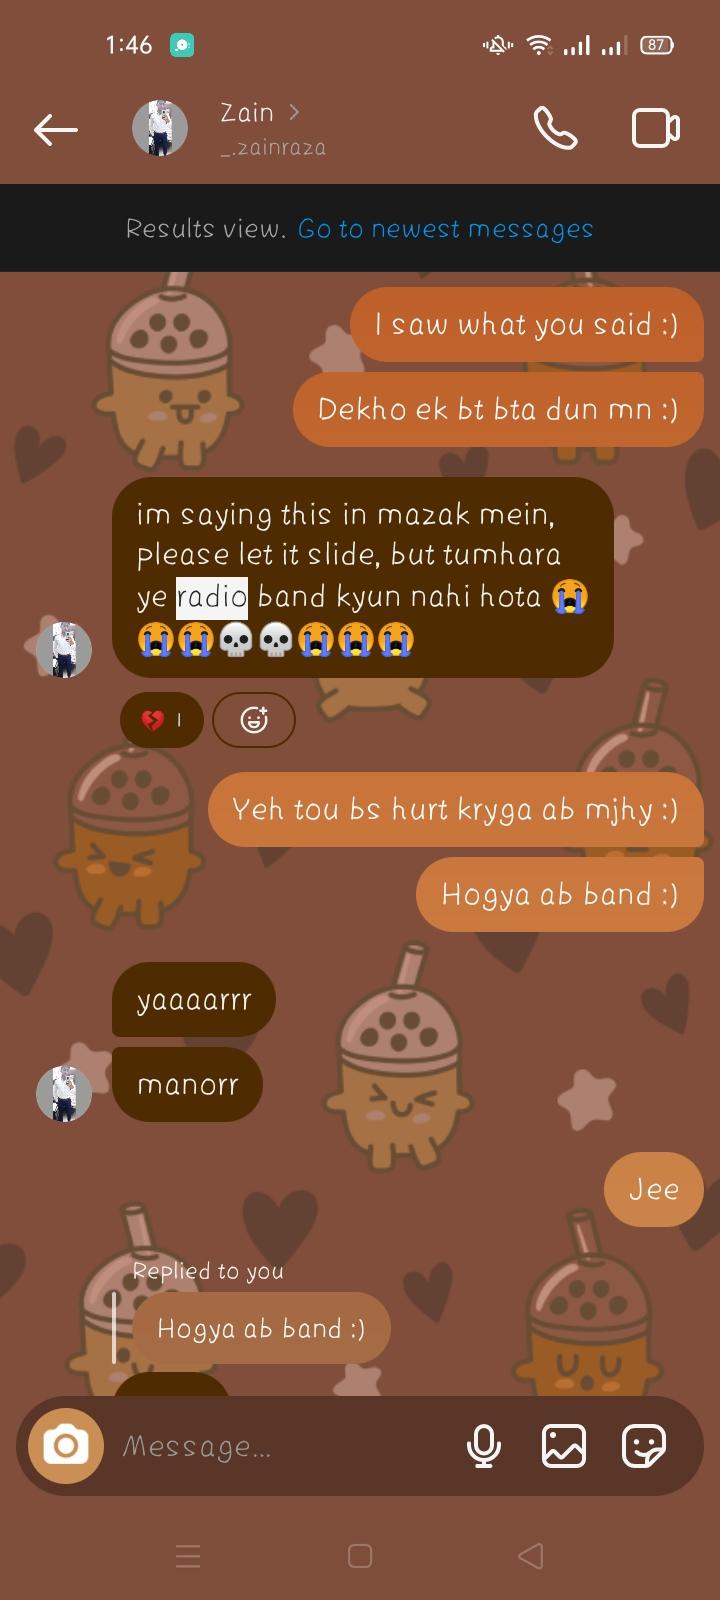 1:46
87
Zain
_.zainraza
Results view. Go to newest messages
I saw what you said :)
Dekho ek bt bta dun mn :)
im saying this in mazak mein,
please let it slide, but tumhara
ye radio band kyun nahi hota 😭
😭😭💀💀😭😭😭
💔 1
Yeh tou bs hurt kryga ab mjhy :)
Hogya ab band :)
yaaaarrr
manorr
Jee
Replied to you
Hogya ab band :)
Message...